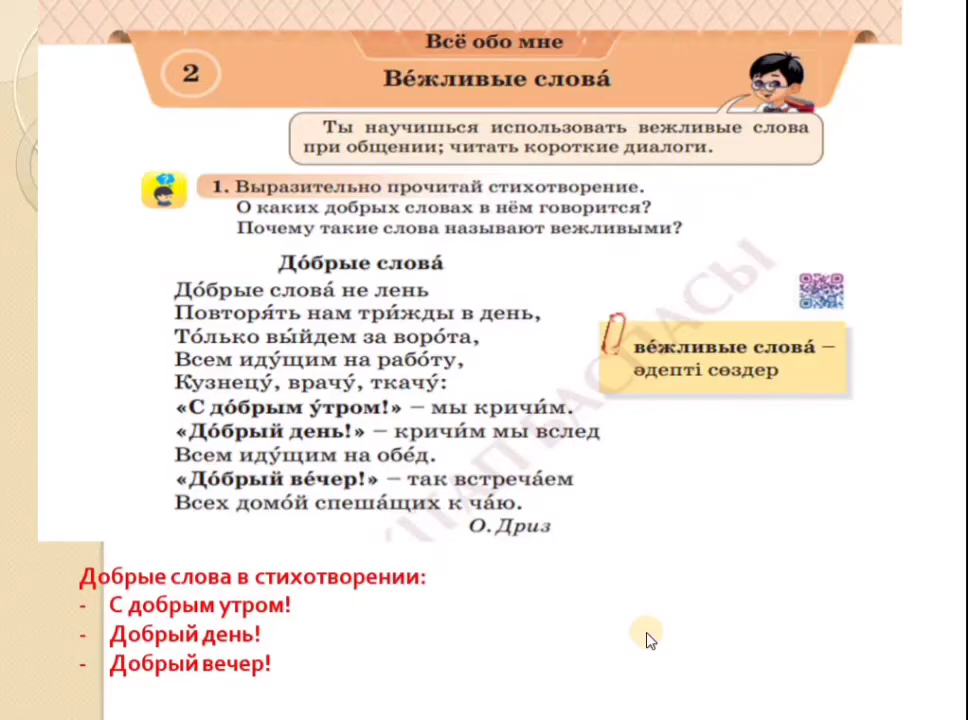 Всё обо мне
2
Ве́жливые слова́
Ты научишься использовать вежливые слова
при общении; читать короткие диалоги.
1. Выразительно прочитай стихотворение.
О каких добрых словах в нём говорится?
Почему такие слова называют вежливыми?
До́брые слова́
До́брые слова́ не лень
Повторя́ть нам три́жды в день,
То́лько вы́йдем за воро́та,
Всем иду́щим на рабо́ту,
Кузнецу́, врачу́, ткачу́:
«С до́брым у́тром!» – мы кричи́м.
«До́брый день!» – кричи́м мы вслед
Всем иду́щим на обе́д.
«До́брый ве́чер!» – так встреча́ем
Всех домо́й спеша́щих к ча́ю.
О. Дриз
ве́жливые слова́ –
әдепті сөздер
КІТАП БАСПАСЫ
Добрые слова в стихотворении:
- С добрым утром!
- Добрый день!
- Добрый вечер!